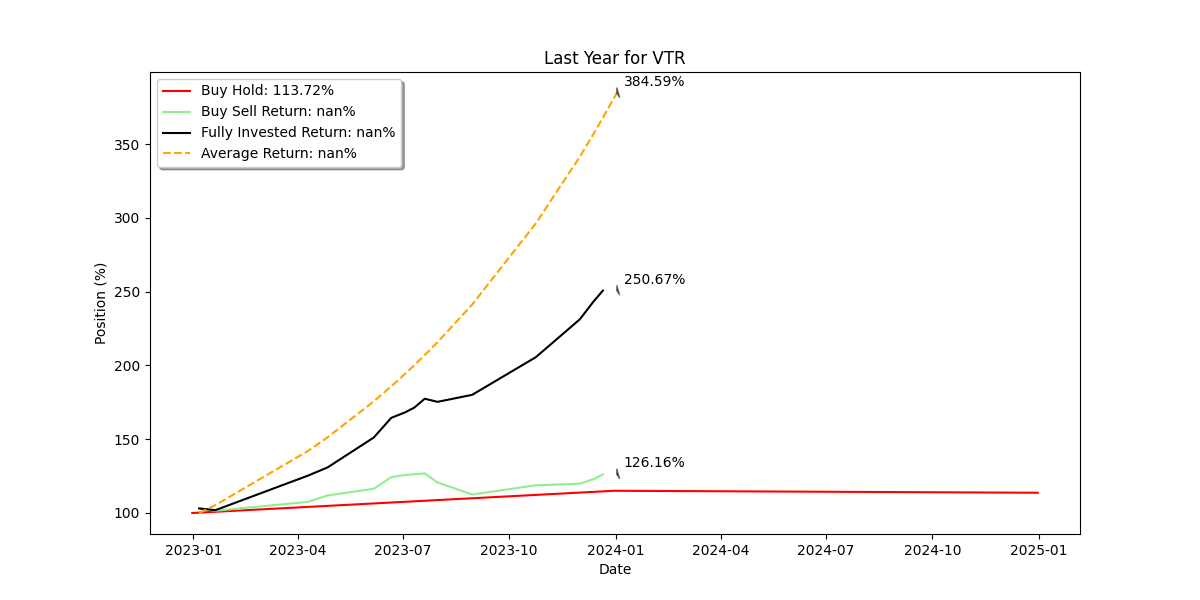 Last Year for VTR
384.59%
Buy Hold: 113.72%
Buy Sell Return: nan%
Fully Invested Return: nan%
Average Return: nan%
350
300
250.67%
250
Position (%)
200
150
126.16%
100
2023-01 2023-04 2023-07 2023-10 2024-01 2024-04 2024-07 2024-10 2025-01
Date